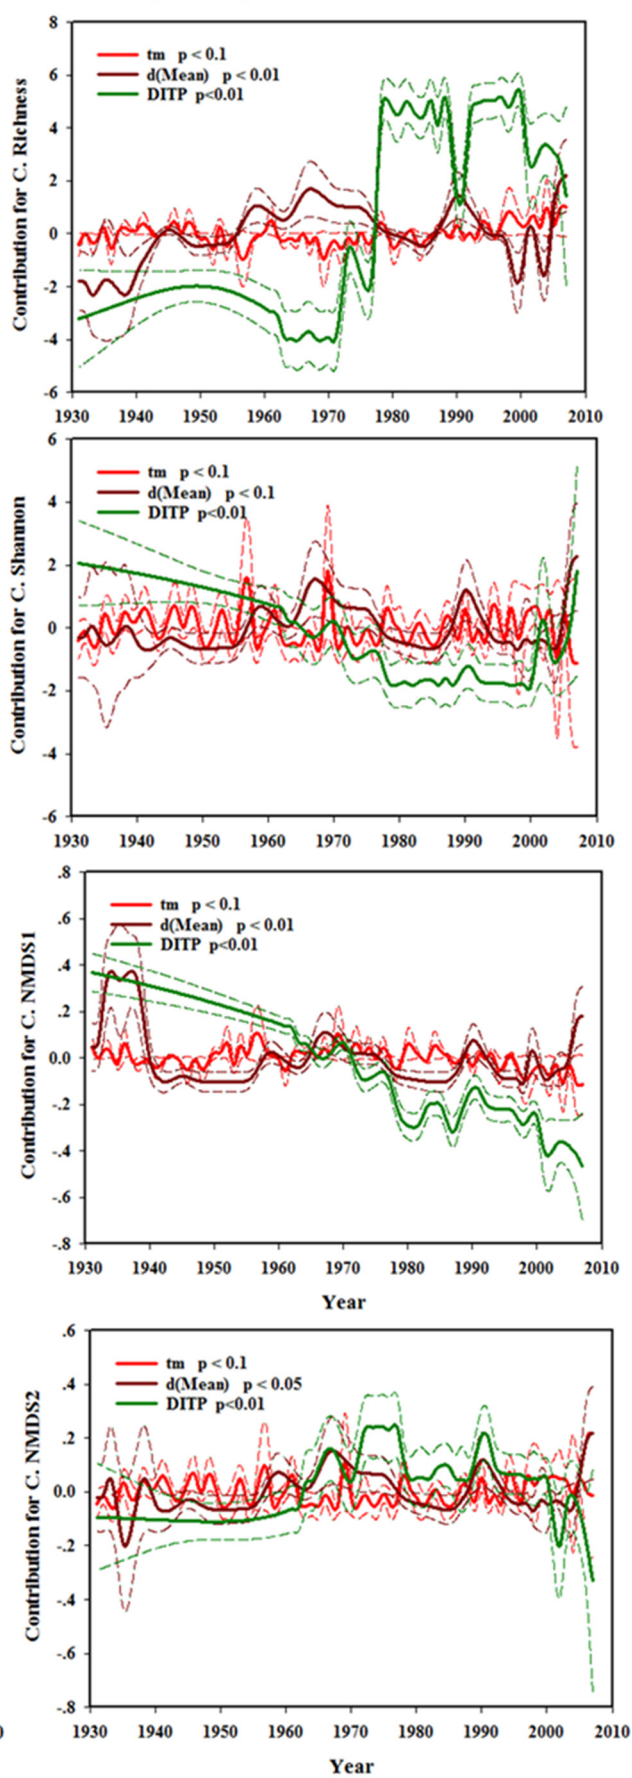 Contribution for C. Richness
8
6
4
2
0
-2
-4
-6
tm p < 0.1
d(Mean) p < 0.01
DITP p<0.01
1930 1940 1950 1960 1970 1980 1990 2000 2010
Contribution for C. Shannon
6
4
2
0
-2
-4
-6
tm p < 0.1
d(Mean) p < 0.1
DITP p<0.01
1930 1940 1950 1960 1970 1980 1990 2000 2010
Contribution for C. NMDS1
.8
.6
.4
.2
0.0
-.2
-.4
-.6
-.8
tm p < 0.1
d(Mean) p < 0.01
DITP p<0.01
1930 1940 1950 1960 1970 1980 1990 2000 2010
Year
Contribution for C. NMDS2
.6
.4
.2
0.0
-.2
-.4
-.6
-.8
tm p < 0.1
d(Mean) p < 0.05
DITP p<0.01
0 1930 1940 1950 1960 1970 1980 1990 2000 2010
Year